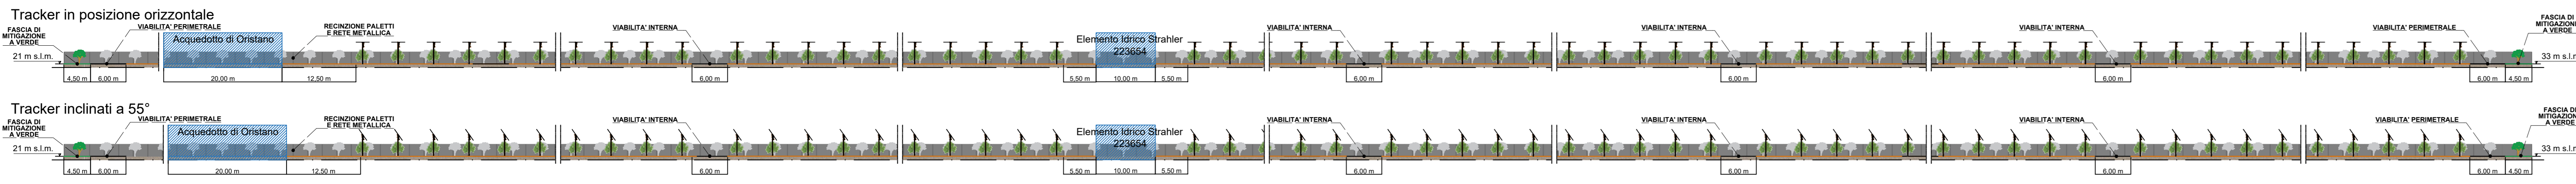 Tracker in posizione orizzontale
FASCIA DI
MITIGAZIONE
A VERDE
VIABILITA' PERIMETRALE
Acquedotto di Oristano
RECINZIONE PALETTI
E RETE METALLICA
VIABILITA' INTERNA
Elemento Idrico Strahler
223654
VIABILITA' INTERNA
VIABILITA' INTERNA
VIABILITA' INTERNA
VIABILITA' PERIMETRALE
FASCIA DI
MITIGAZIONE
A VERDE
21 m s.l.m.
33 m s.l.m
4,50 m
6,00 m
20,00 m
12,50 m
6,00 m
5,50 m
10,00 m
5,50 m
6,00 m
6,00 m
6,00 m
6,00 m
4,50 m
Tracker inclinati a 55°
FASCIA DI
MITIGAZIONE
A VERDE
VIABILITA' PERIMETRALE
Acquedotto di Oristano
RECINZIONE PALETTI
E RETE METALLICA
VIABILITA' INTERNA
Elemento Idrico Strahler
223654
VIABILITA' INTERNA
VIABILITA' INTERNA
VIABILITA' INTERNA
VIABILITA' PERIMETRALE
FASCIA DI
MITIGAZIONE
A VERDE
21 m s.l.m.
33 m s.l.m
4,50 m
6,00 m
20,00 m
12,50 m
6,00 m
5,50 m
10,00 m
5,50 m
6,00 m
6,00 m
6,00 m
6,00 m
4,50 m